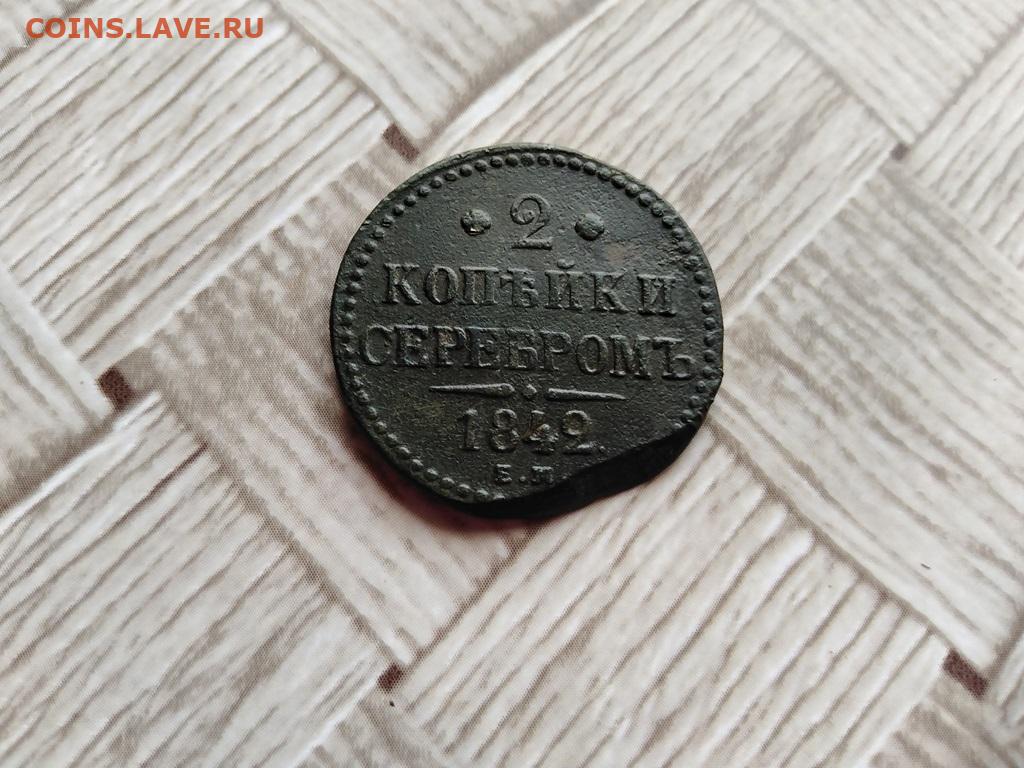 COINS.LAVE.RU
• 2 •
КОПѢЙКИ
СЕРЕБРОМЪ
1842.
Е.М